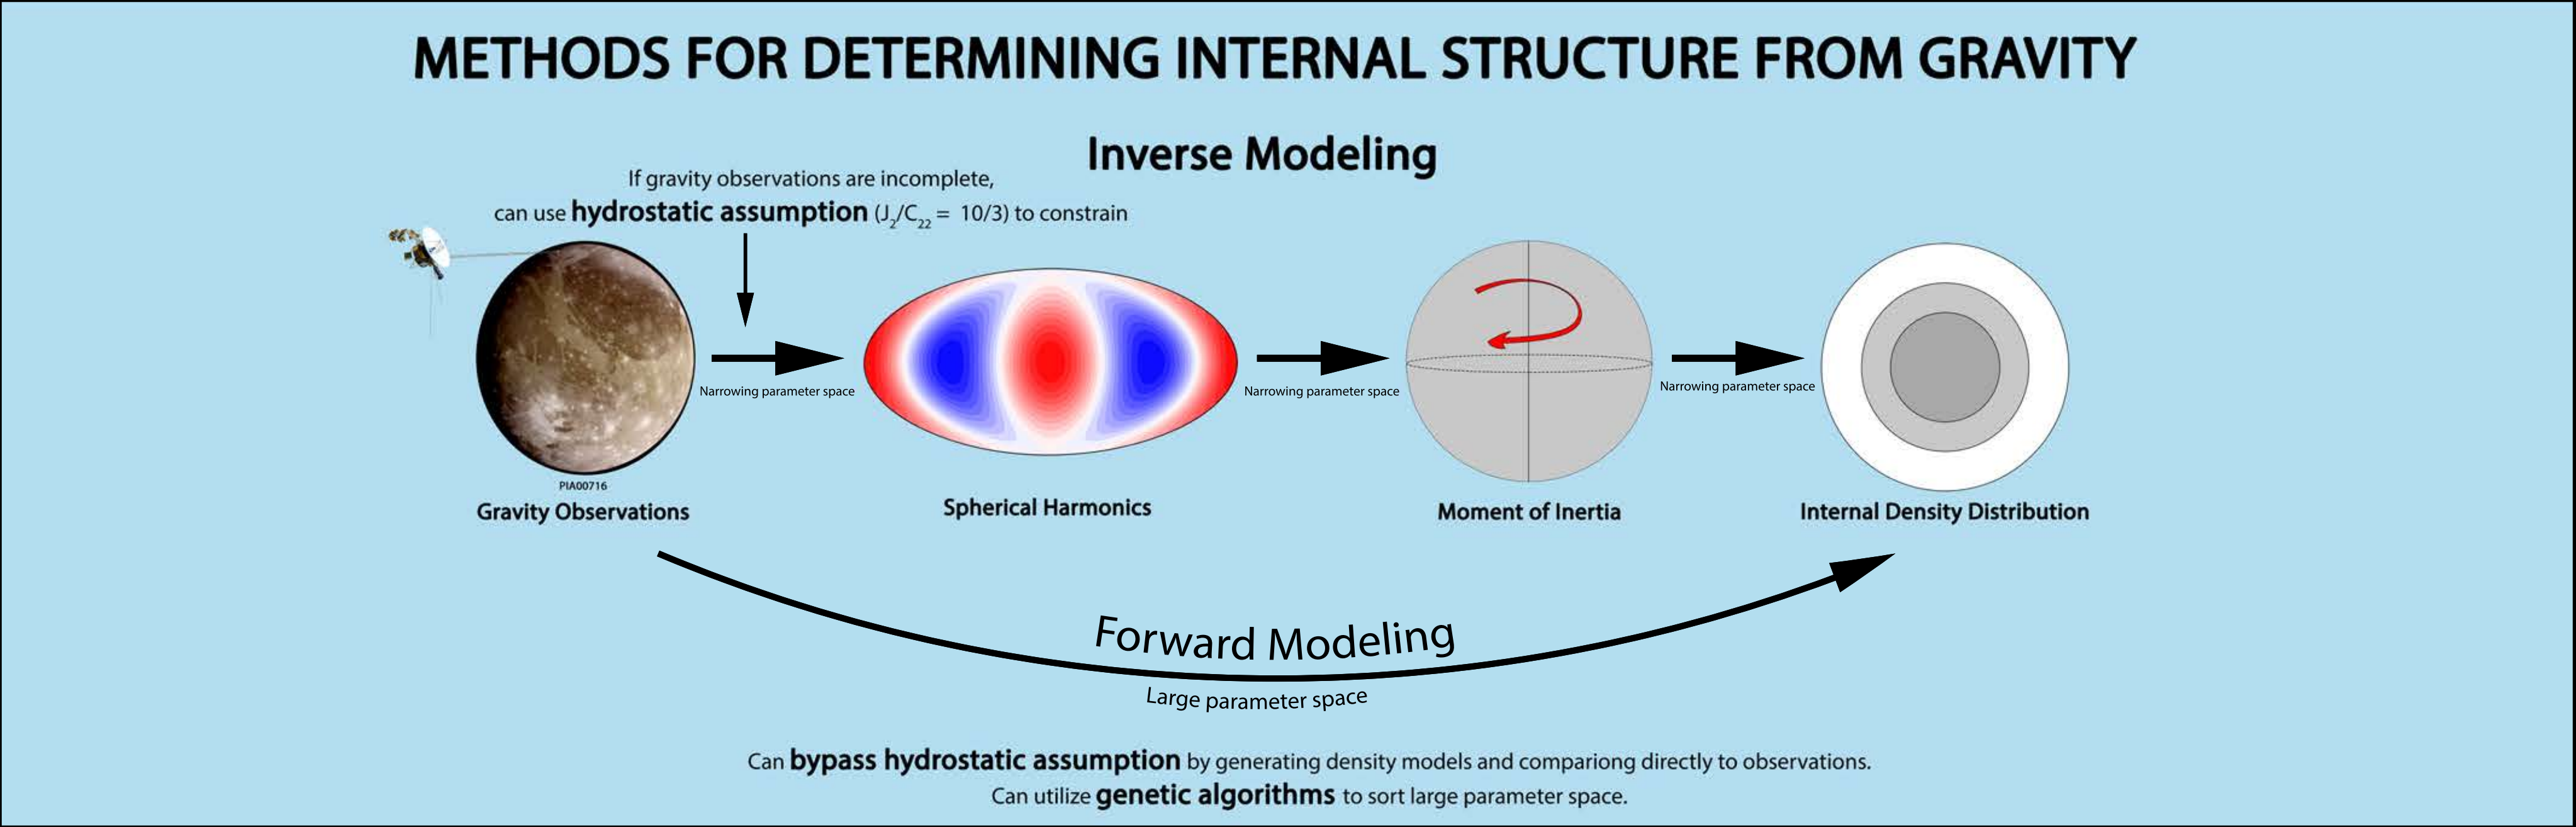 METHODS FOR DETERMINING INTERNAL STRUCTURE FROM GRAVITY
Inverse Modeling
If gravity observations are incomplete,
can use hydrostatic assumption (J2/C22 = 10/3) to constrain
Narrowing parameter space
Narrowing parameter space
Narrowing parameter space
PIA00716
Gravity Observations
Spherical Harmonics
Moment of Inertia
Internal Density Distribution
Forward Modeling
Large parameter space
Can bypass hydrostatic assumption by generating density models and compariong directly to observations.
Can utilize genetic algorithms to sort large parameter space.